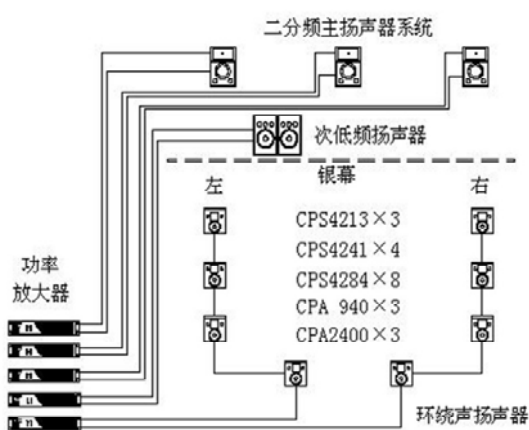 二分频主扬声器系统
次低频扬声器
银幕
左
右
CPS4213×3
CPS4241×4
CPS4284×8
CPA 940×3
CPA2400×3
功率
放大器
环绕声扬声器